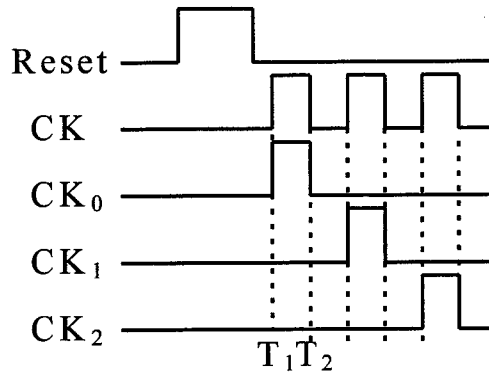 Reset
CK
CK₀
CK₁
CK₂
T₁T₂